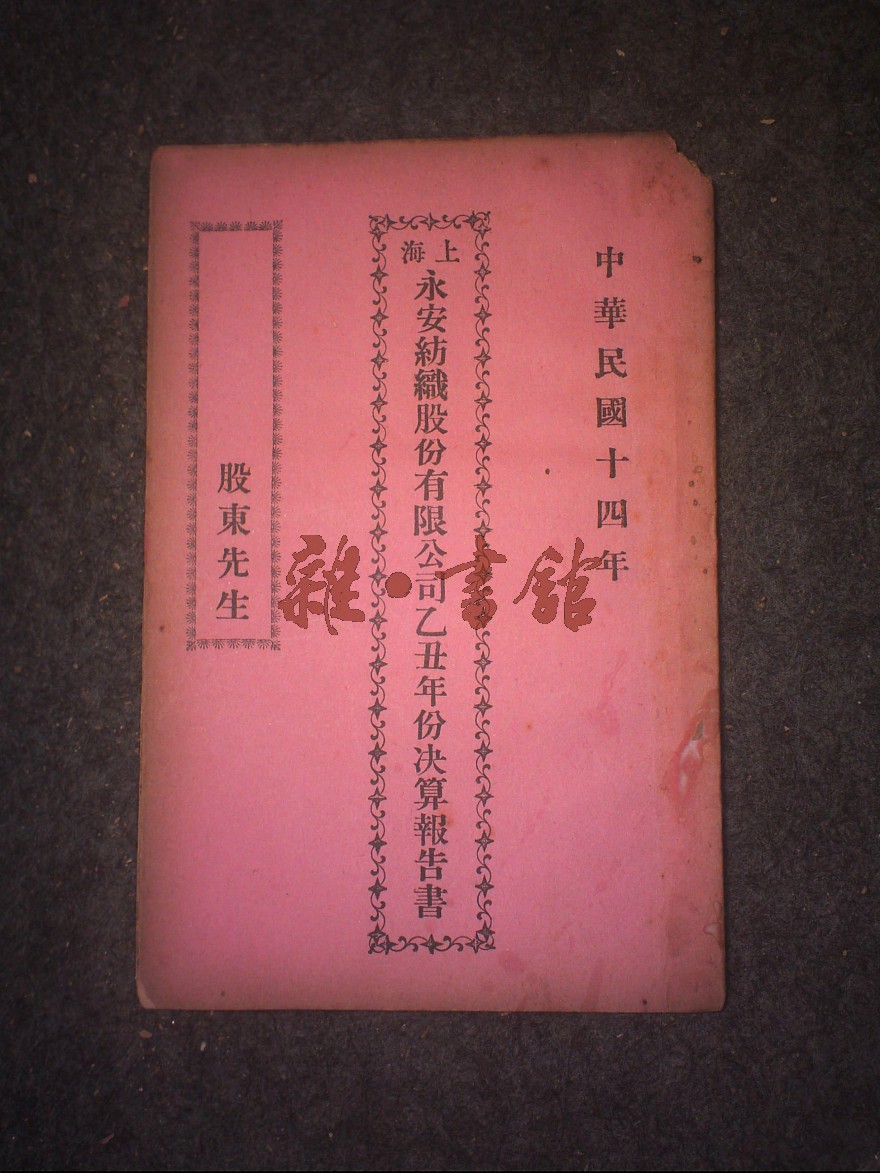 中華民國十四年
上海
永安紡織股份有限公司乙丑年份決算報告書
股東先生
雜·書館